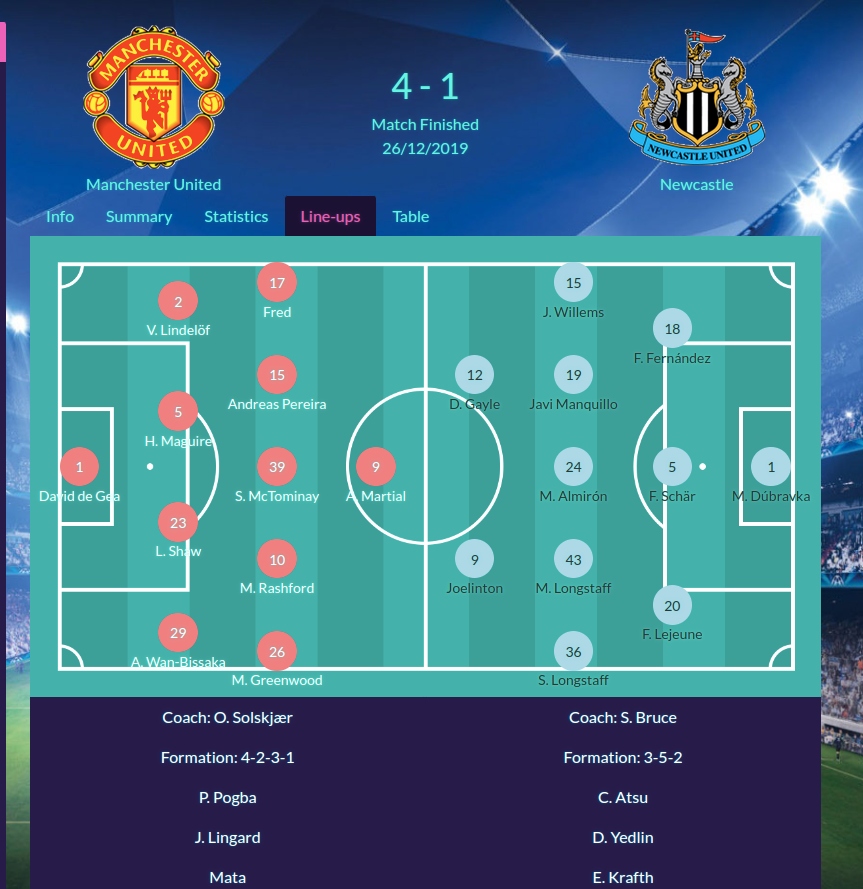 MANCHESTER
UNITED
NEWCASTLE UNITED
4 - 1
Match Finished
26/12/2019
Manchester United
Newcastle
Info
Summary
Statistics
Line-ups
Table
17
Fred
15
J. Willems
2
V. Lindelöf
18
F. Fernández
15
Andreas Pereira
12
D. Gayle
19
Javi Manquillo
5
H. Maguire
1
David de Gea
39
S. McTominay
9
A. Martial
24
M. Almirón
5
F. Schär
1
M. Dúbravka
23
L. Shaw
10
M. Rashford
9
Joelinton
43
M. Longstaff
20
F. Lejeune
29
A. Wan-Bissaka
26
M. Greenwood
36
S. Longstaff
Coach: O. Solskjær
Coach: S. Bruce
Formation: 4-2-3-1
Formation: 3-5-2
P. Pogba
C. Atsu
J. Lingard
D. Yedlin
Mata
E. Krafth